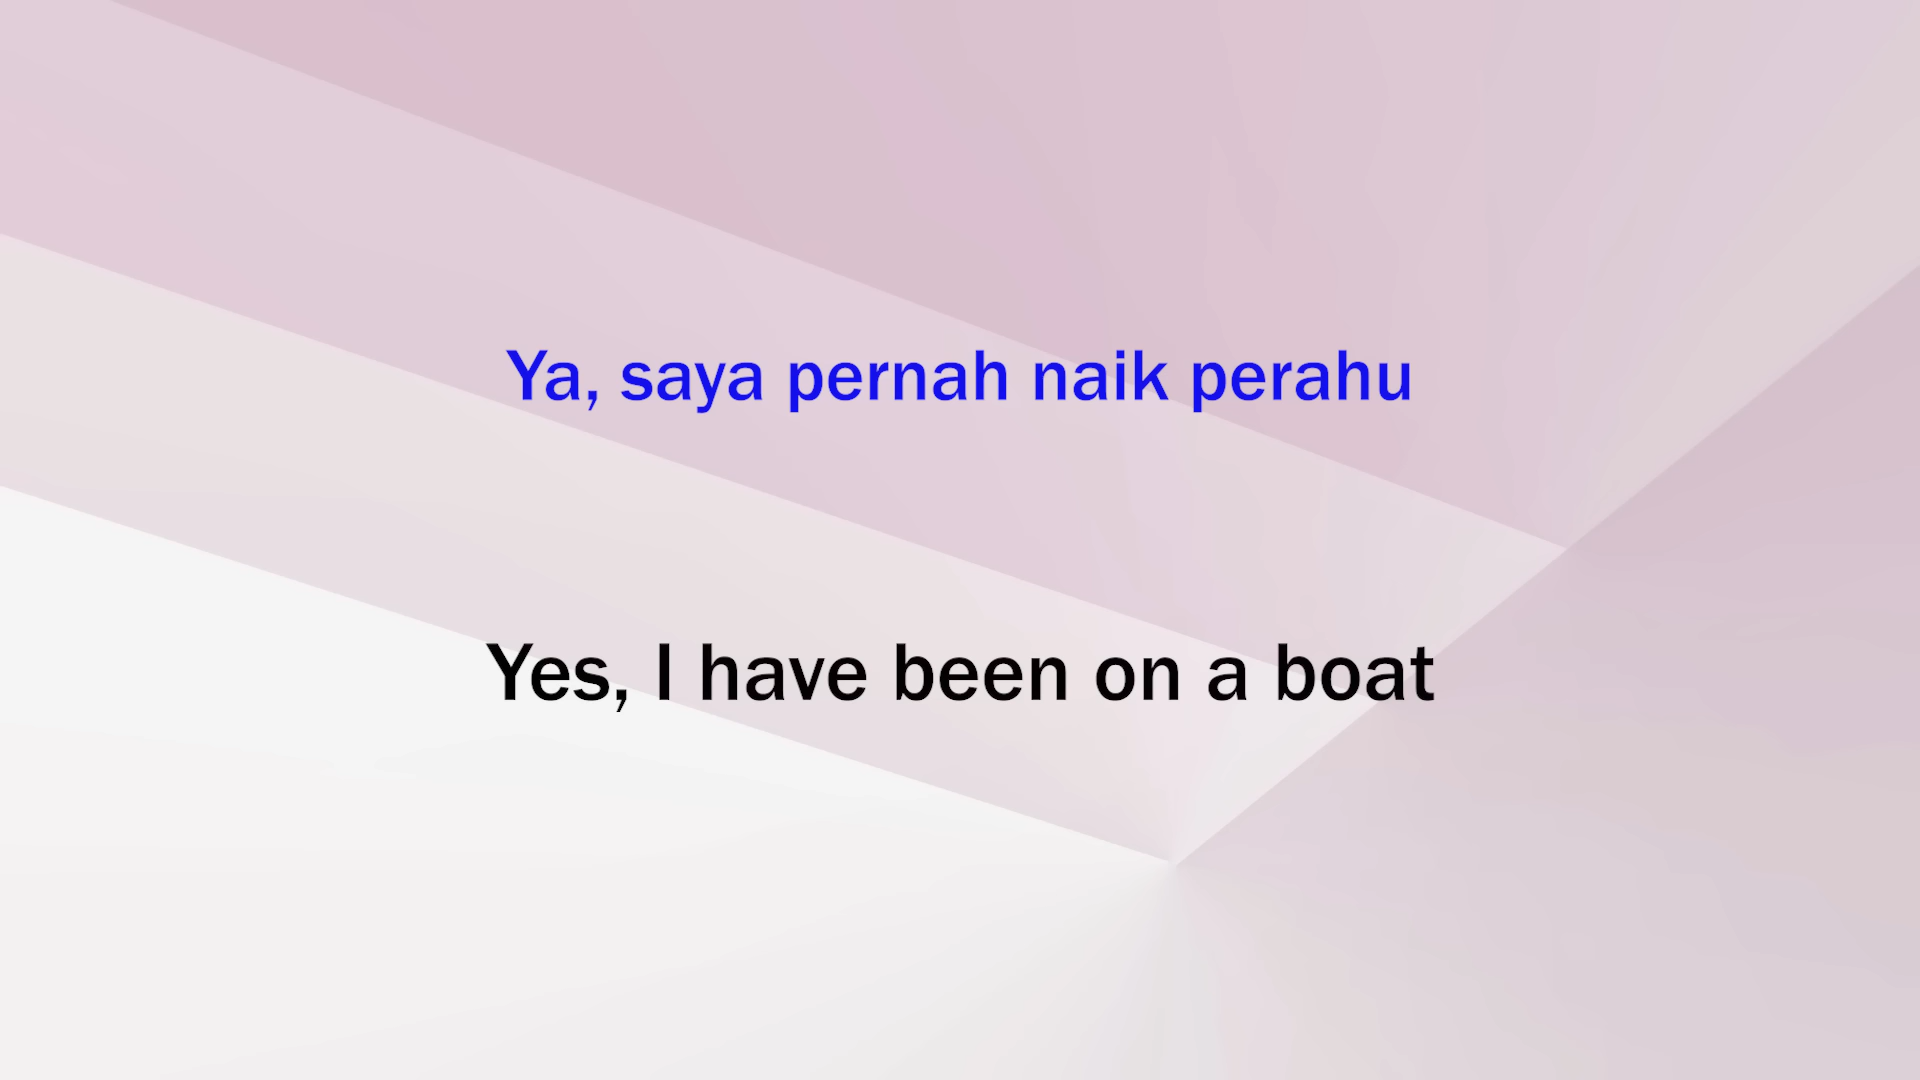 Ya, saya pernah naik perahu
Yes, I have been on a boat